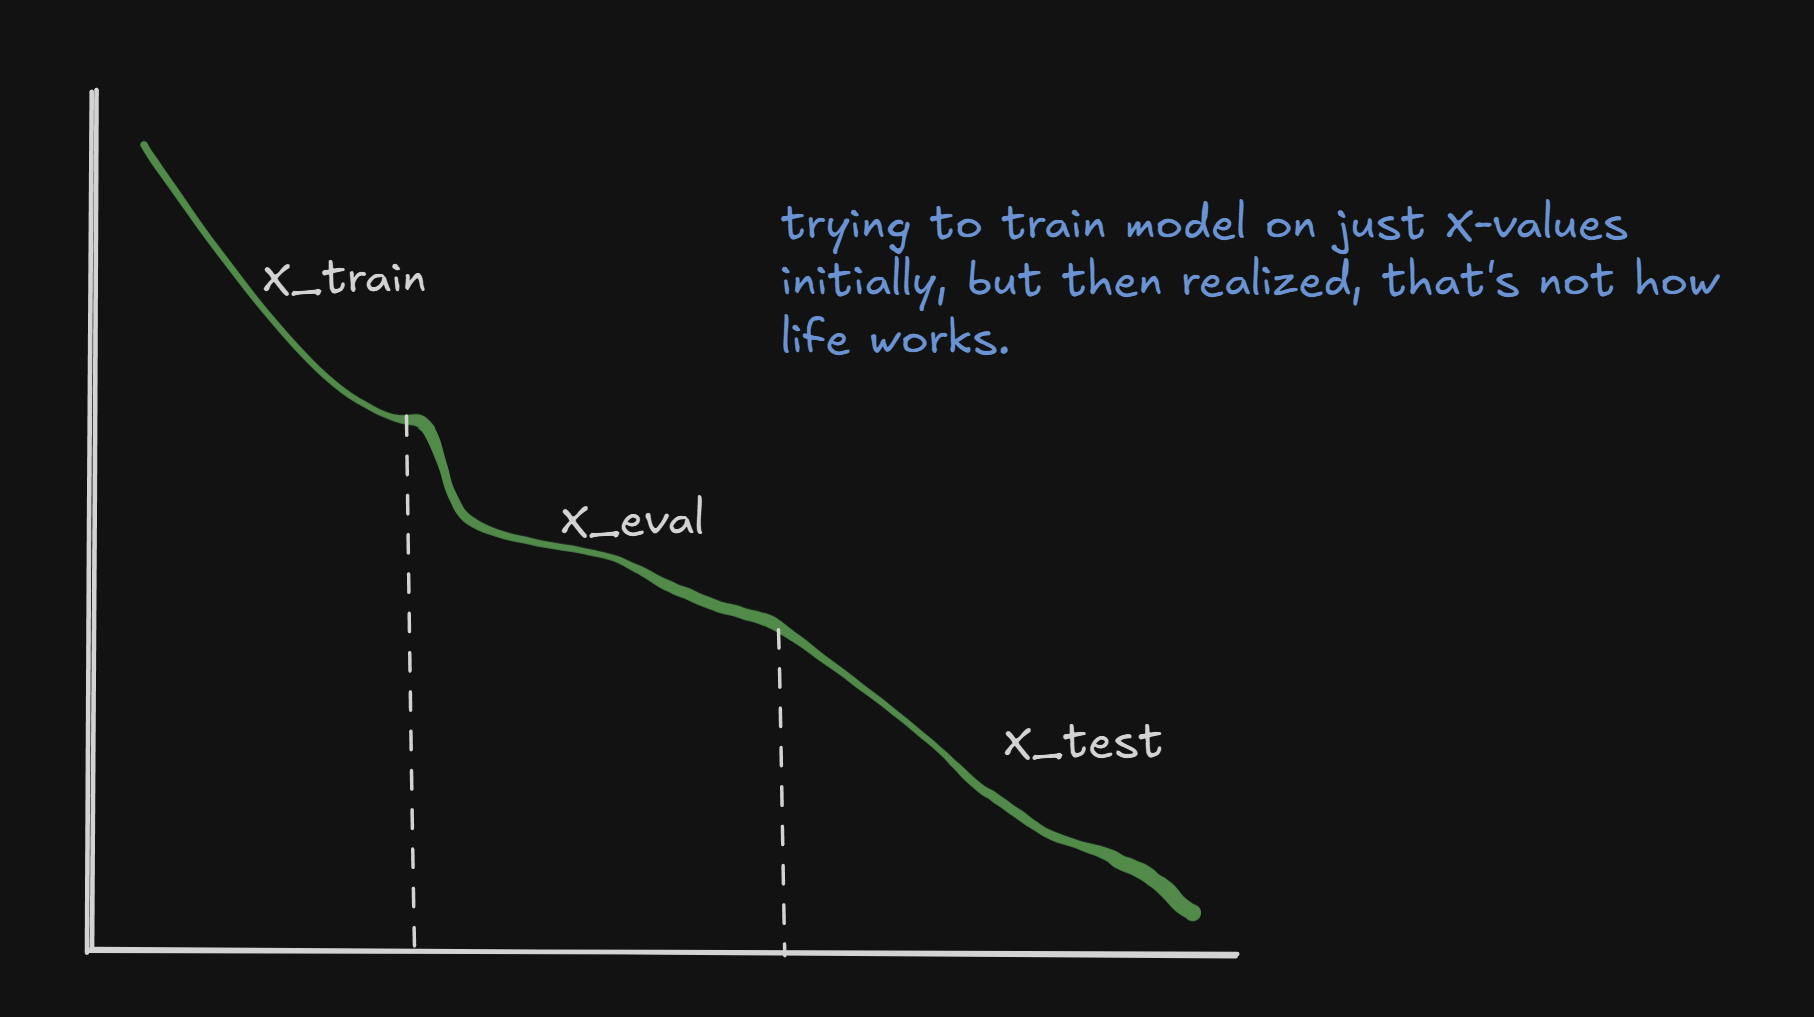 trying to train model on just X-values
initially, but then realized, that's not how
life works.
X_train
X_eval
X_test